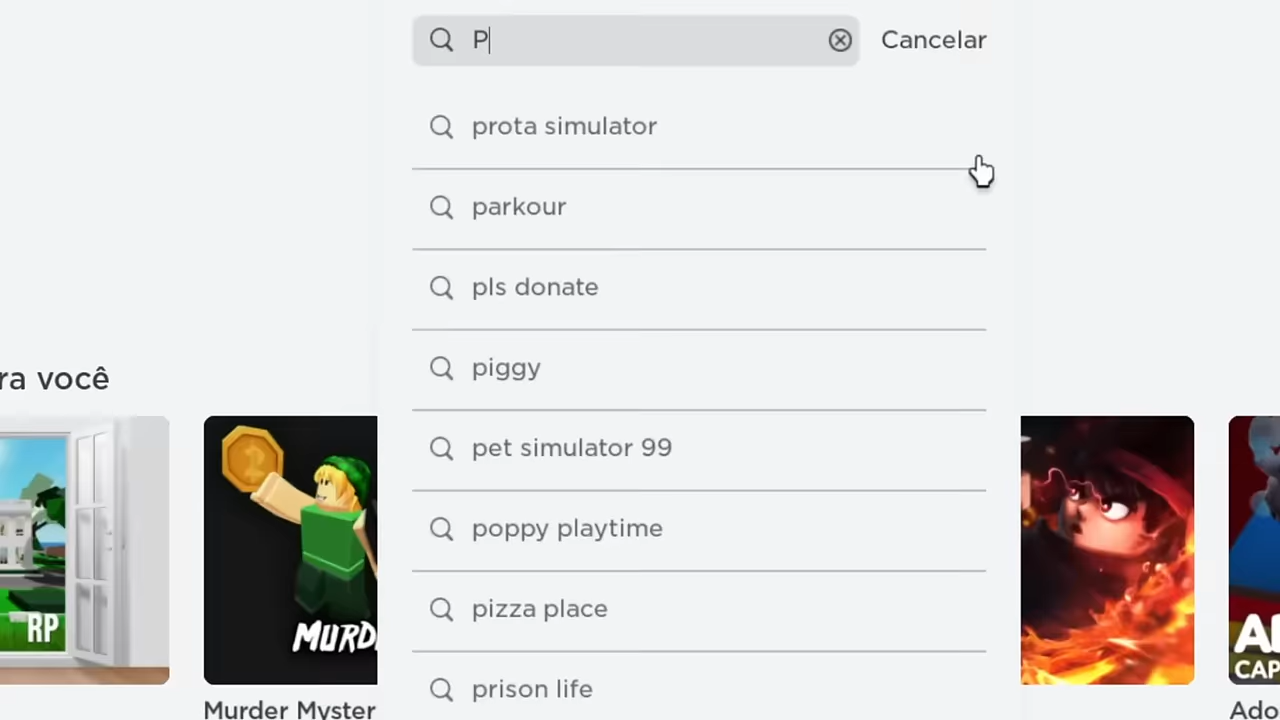 P
Cancelar
prota simulator
parkour
pls donate
piggy
pet simulator 99
poppy playtime
pizza place
prison life
ra você
RP
MURD
Murder Myster
A
CAP
Ado